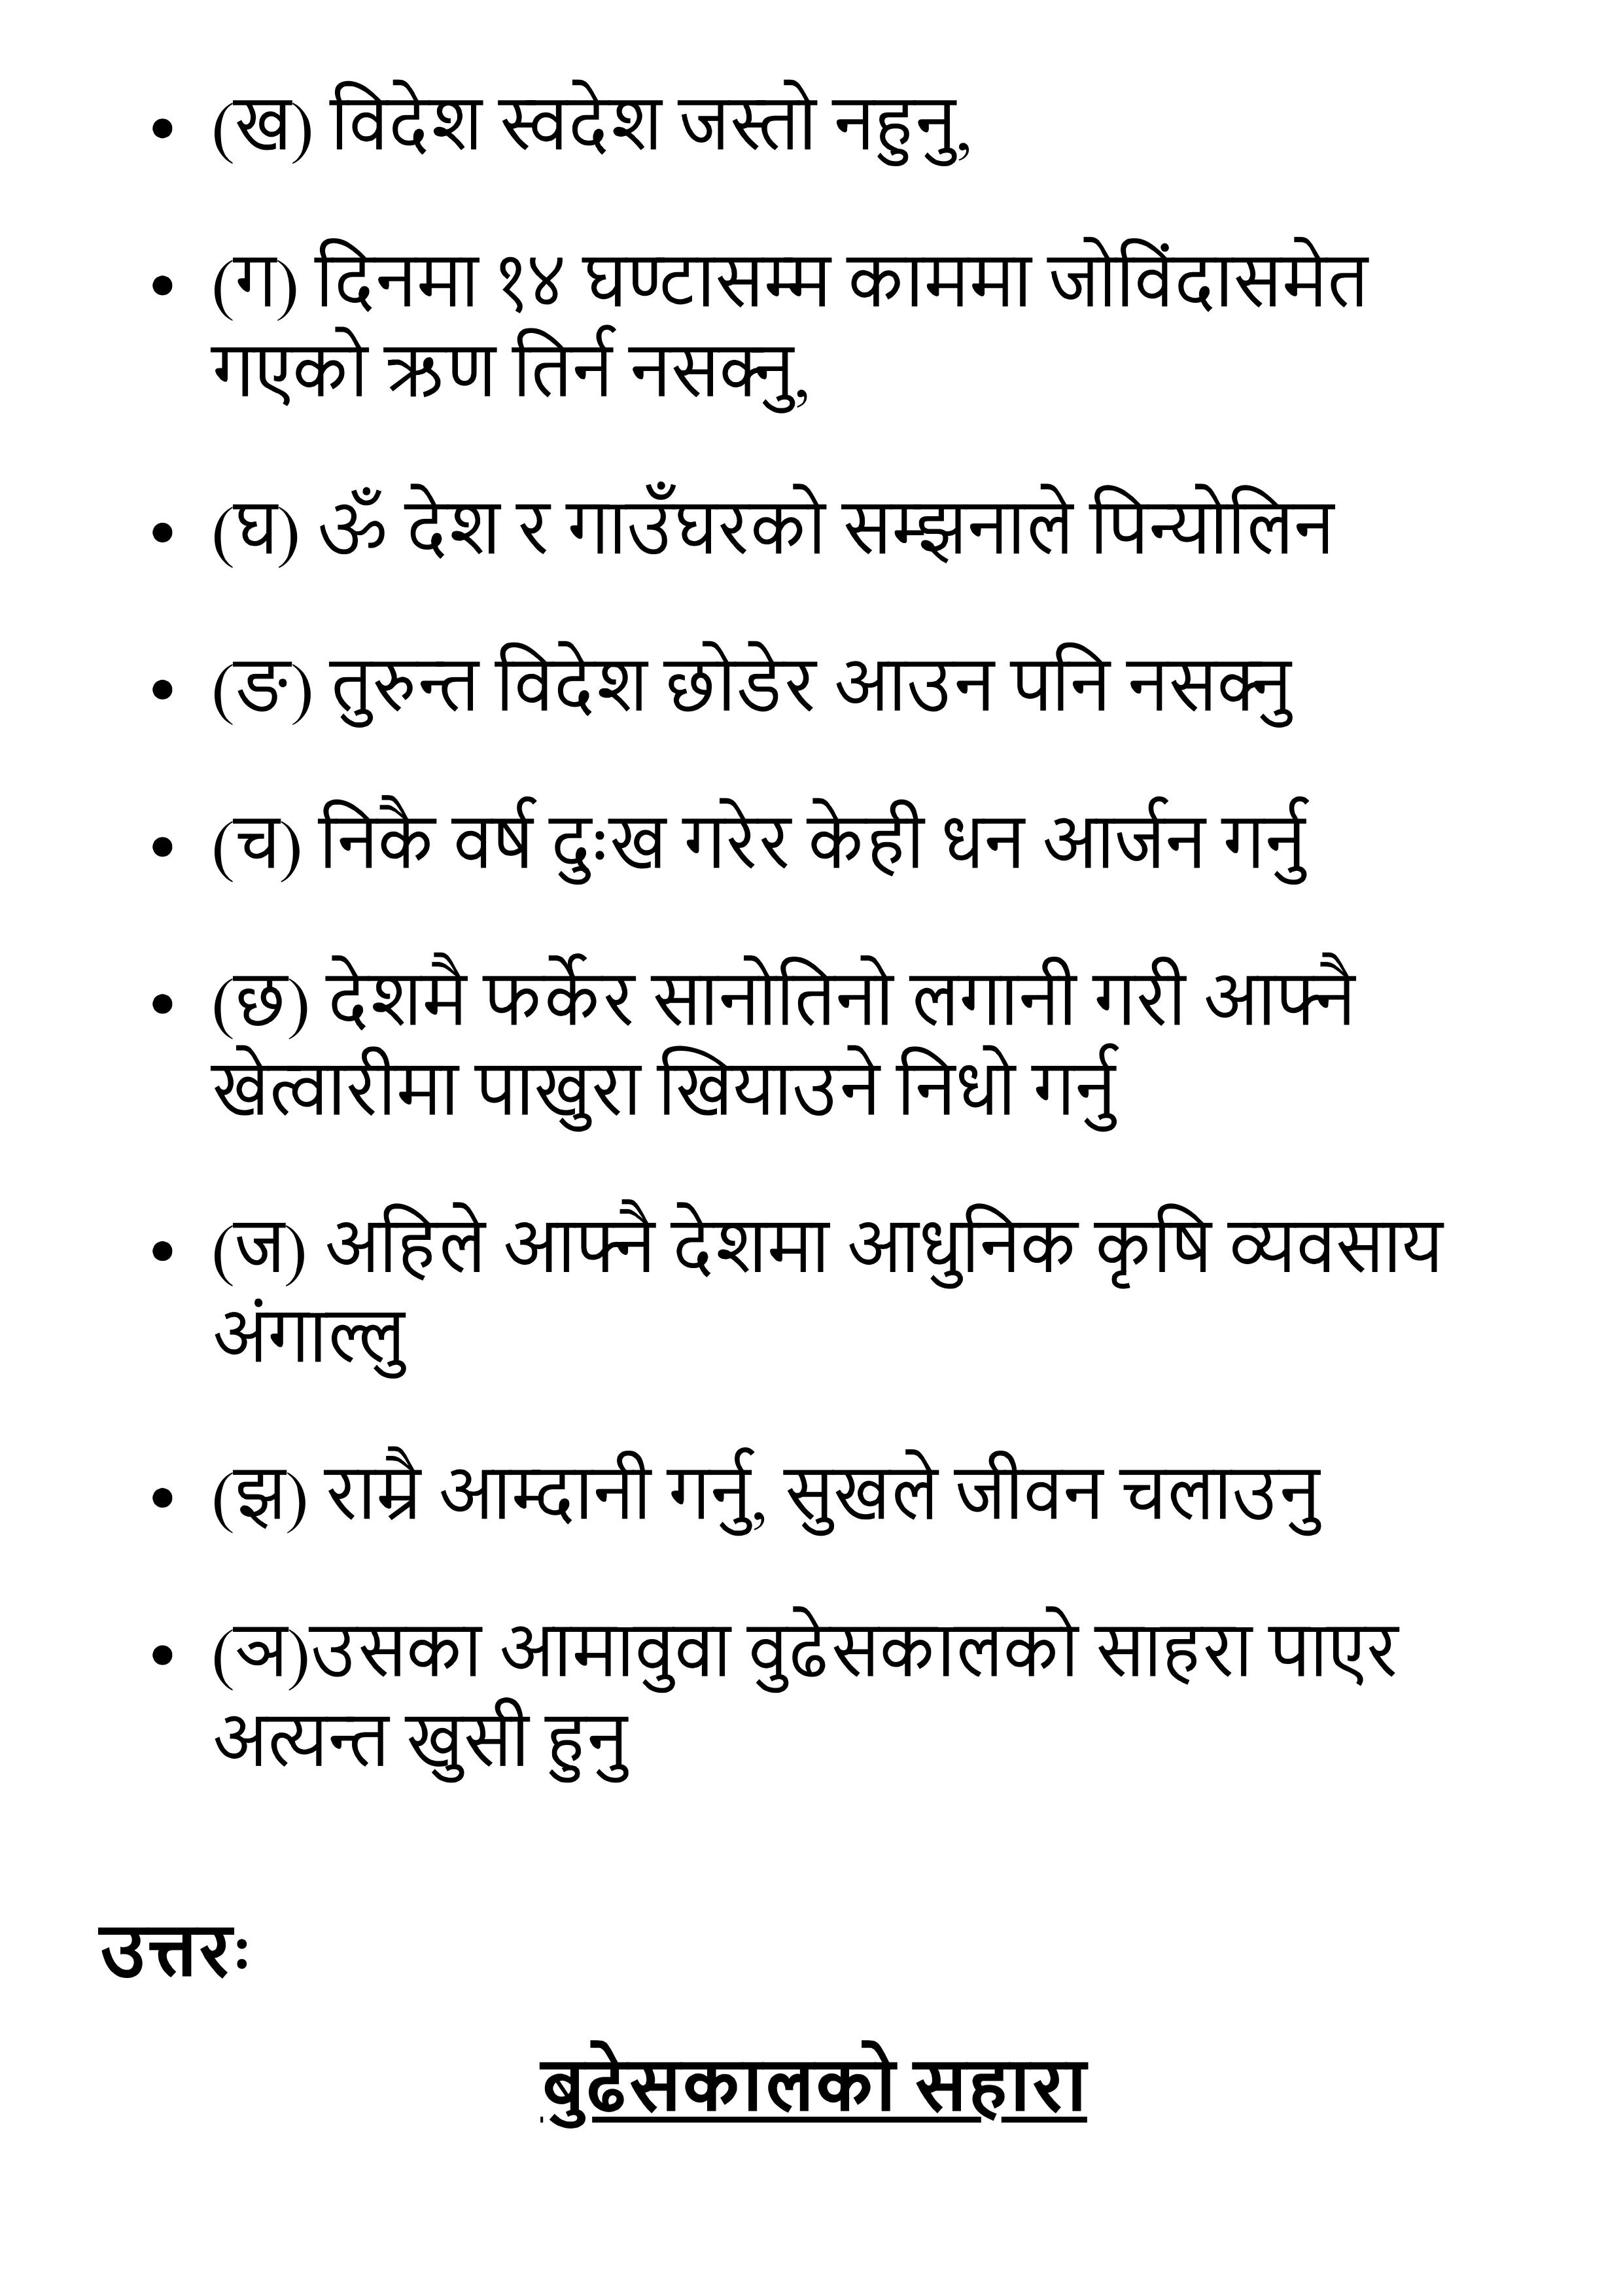 • (ख) विदेश स्वदेश जस्तो नहुनु,
• (ग) दिनमा १४ घण्टासम्म काममा जोविंदासमेत
गएको ऋण तिर्न नसक्नु,
• (घ) ॐ देश र गाउँघरको सम्झनाले पिन्योलिन
• (ङ) तुरुन्त विदेश छोडेर आउन पनि नसक्नु
• (च) निकै वर्ष दुःख गरेर केही धन आर्जन गर्नु
• (छ) देशमै फर्केर सानोतिनो लगानी गरी आफ्नै
खेत्वारीमा पाखुरा खियाउने निधो गर्नु
• (ज) अहिले आफ्नै देशमा आधुनिक कृषि व्यवसाय
अंगाल्लु
• (झ) राम्रै आम्दानी गर्नु, सुखले जीवन चलाउनु
• (ञ)उसका आमावुवा वुढेसकालको साहरा पाएर
अत्यन्त खुसी हुनु
उत्तरः
बुढेसकालको सहारा